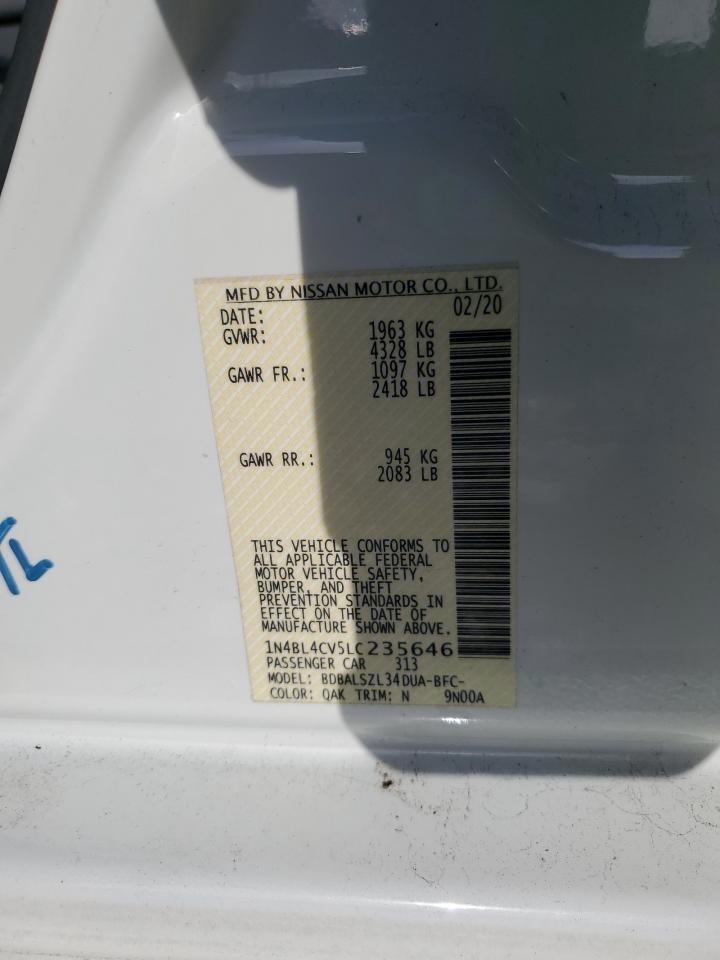 MFD BY NISSAN MOTOR CO., LTD.
DATE: 02/20
GVWR: 1963 KG
4328 LB
GAWR FR.: 1097 KG
2418 LB
GAWR RR.: 945 KG
2083 LB
THIS VEHICLE CONFORMS TO
ALL APPLICABLE FEDERAL
MOTOR VEHICLE SAFETY,
BUMPER, AND THEFT
PREVENTION STANDARDS IN
EFFECT ON THE DATE OF
MANUFACTURE SHOWN ABOVE.
1N4BL4CV5LC235646
PASSENGER CAR 313
MODEL: BDBALSZL34DUA-BFC-
COLOR: QAK TRIM: N 9N00A